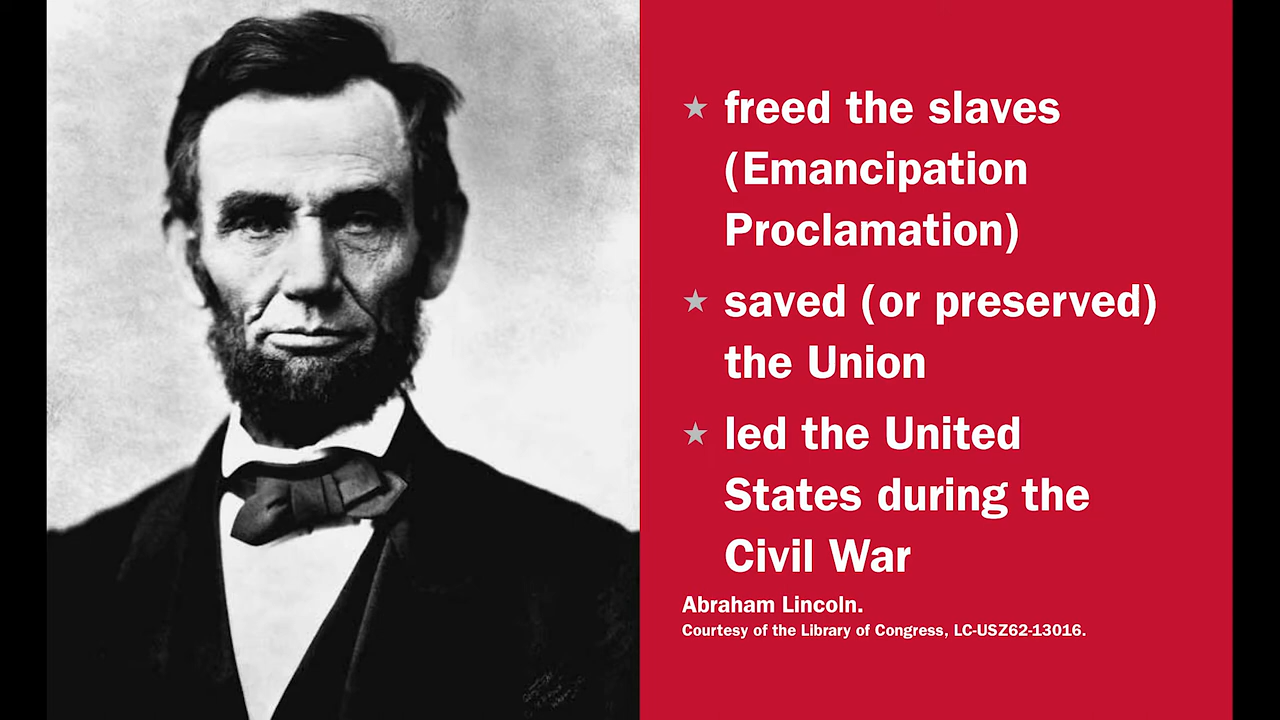 ★ freed the slaves
(Emancipation
Proclamation)
★ saved (or preserved)
the Union
★ led the United
States during the
Civil War
Abraham Lincoln.
Courtesy of the Library of Congress, LC-USZ62-13016.